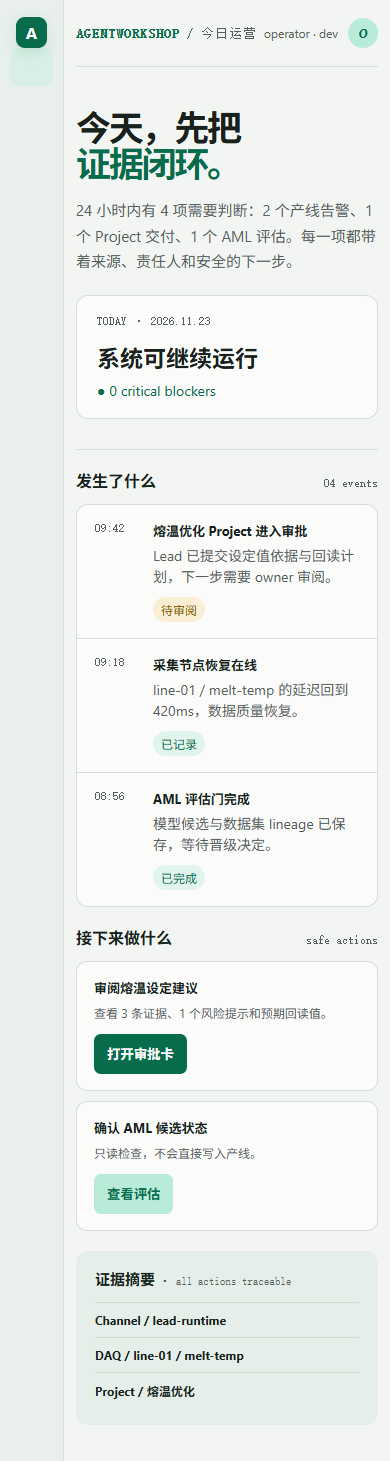 A
AGENTWORKSHOP / 今日运营
operator · dev
O
今天，先把
证据闭环。
24 小时内有 4 项需要判断：2 个产线告警、1
个 Project 交付、1 个 AML 评估。每一项都带
着来源、责任人和安全的下一步。
TODAY · 2026.11.23
系统可继续运行
● 0 critical blockers
发生了什么
04 events
09:42
熔温优化 Project 进入审批
Lead 已提交设定值依据与回读计
划，下一步需要 owner 审阅。
待审阅
09:18
采集节点恢复在线
line-01 / melt-temp 的延迟回到
420ms，数据质量恢复。
已记录
08:56
AML 评估门完成
模型候选与数据集 lineage 已保
存，等待晋级决定。
已完成
接下来做什么
safe actions
审阅熔温设定建议
查看 3 条证据、1 个风险提示和预期回读值。
打开审批卡
确认 AML 候选状态
只读检查，不会直接写入产线。
查看评估
证据摘要 · all actions traceable
Channel / lead-runtime
DAQ / line-01 / melt-temp
Project / 熔温优化